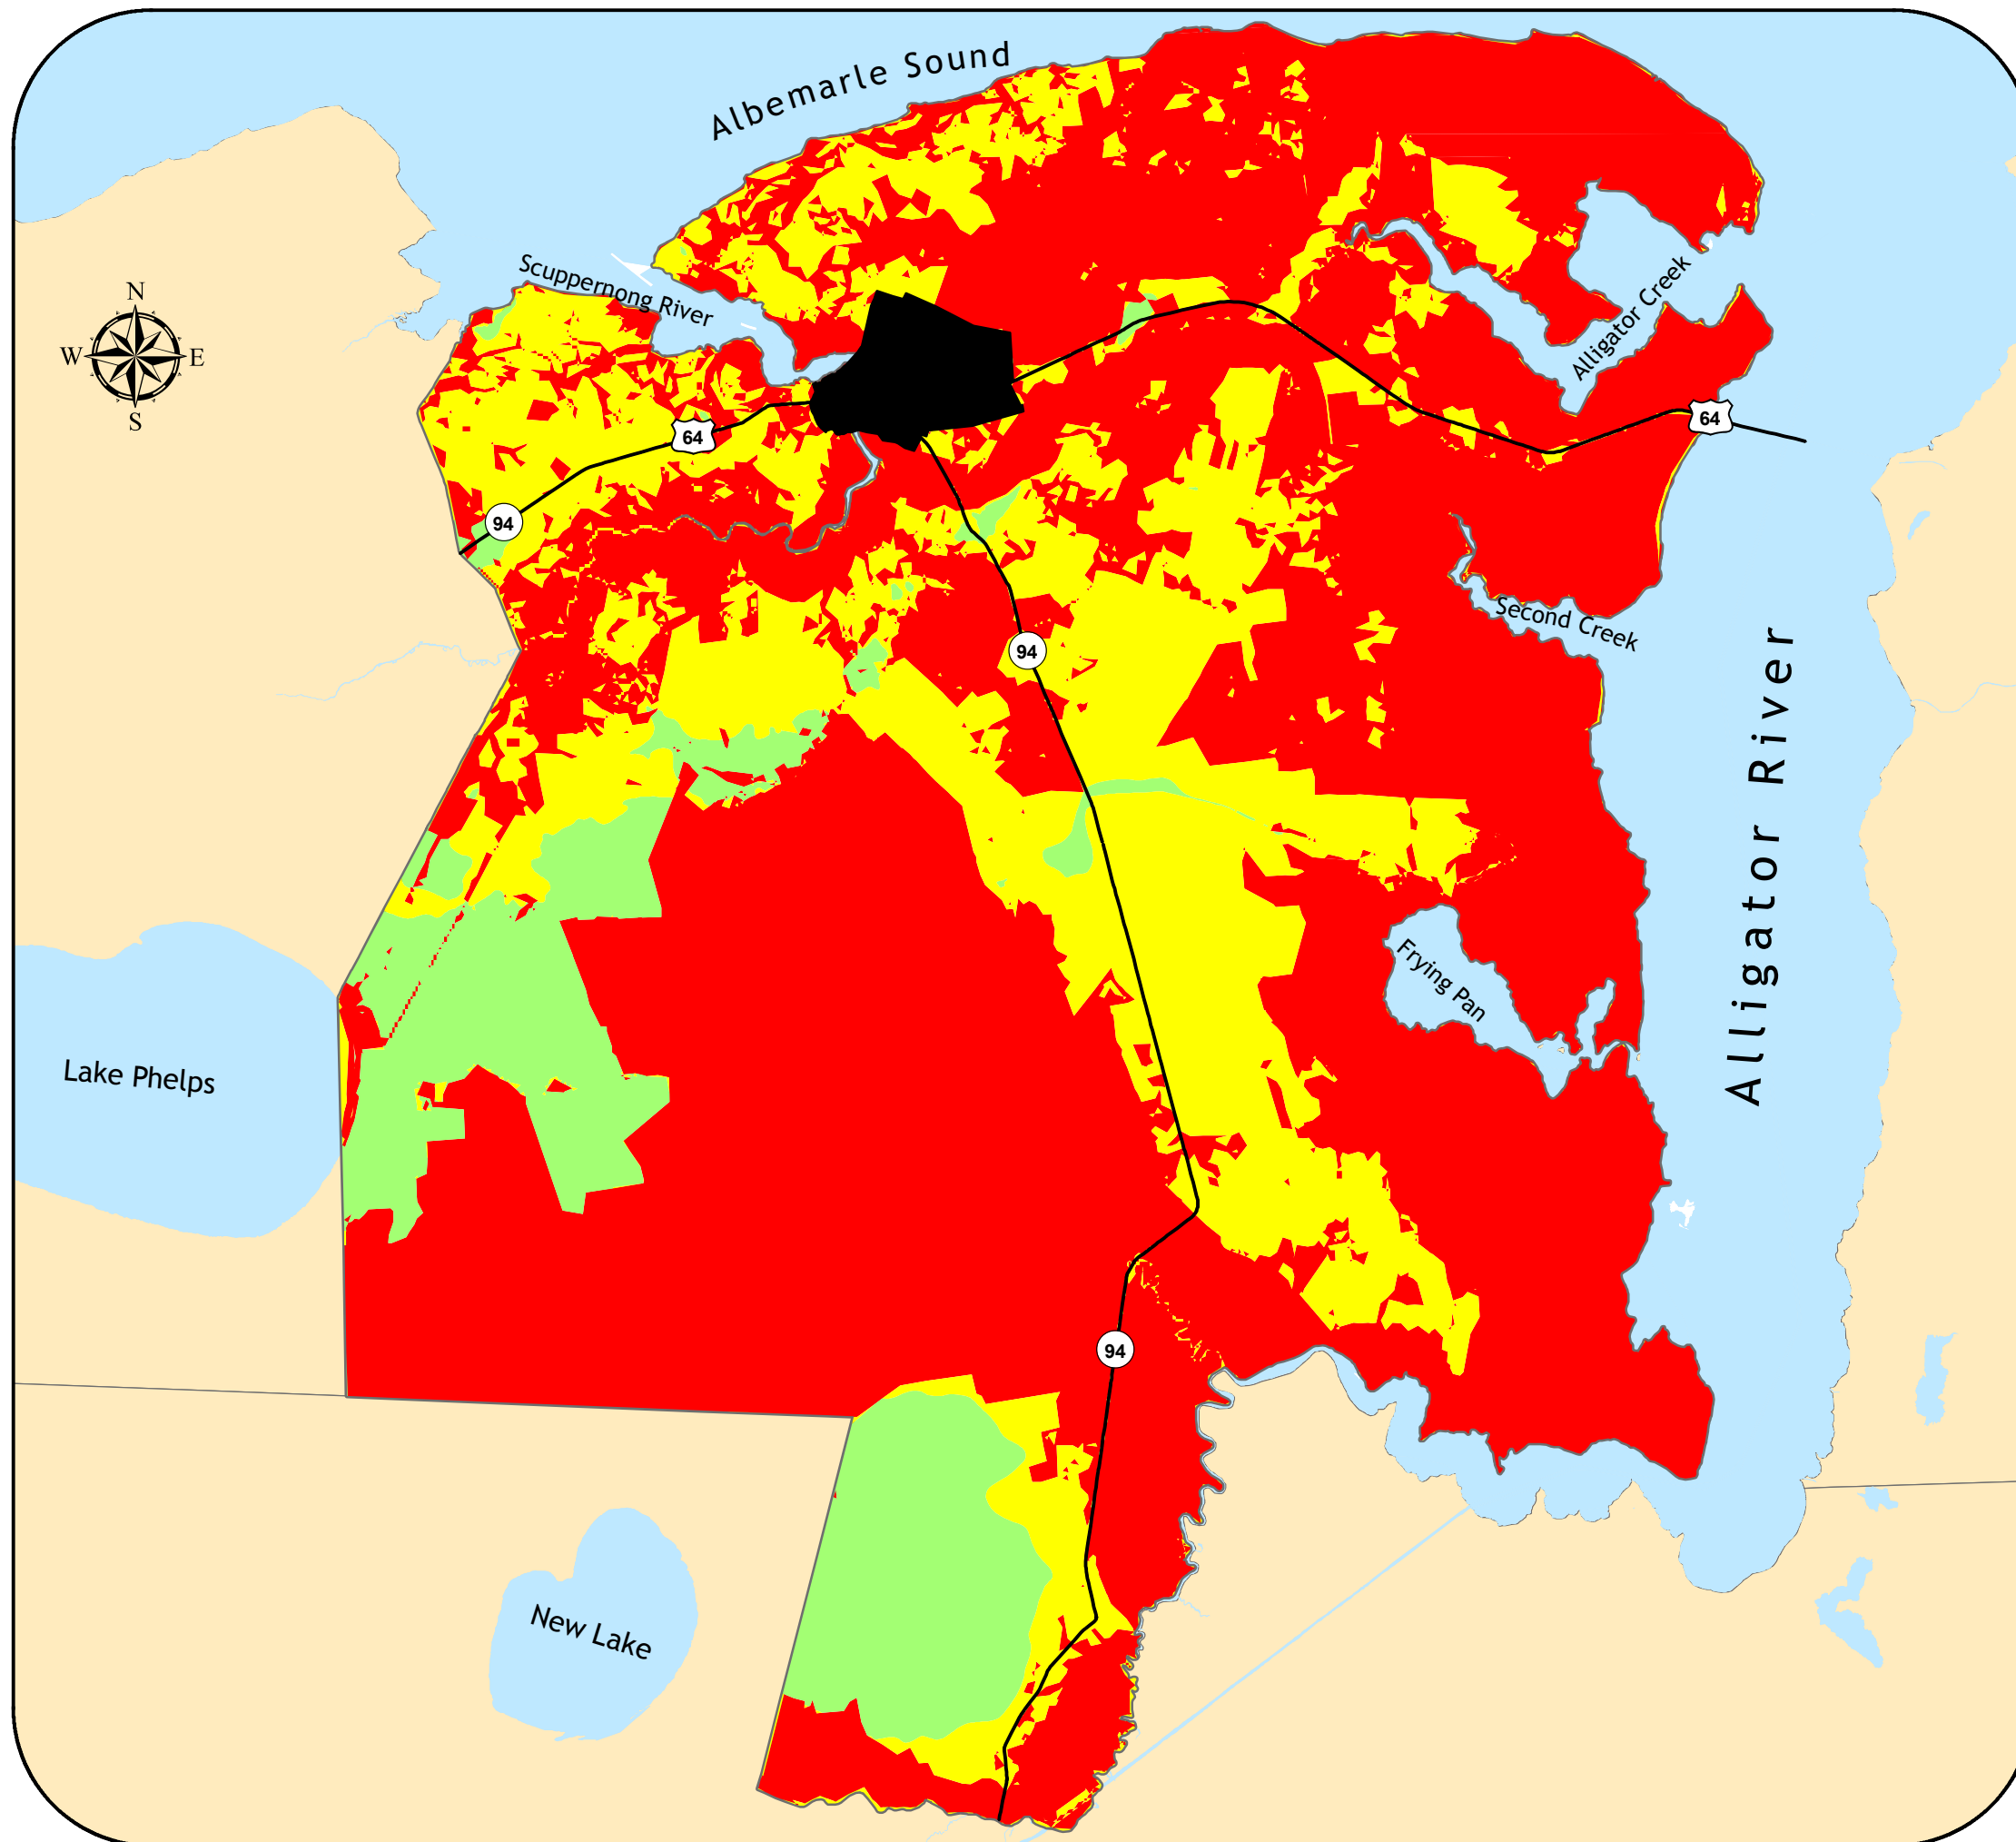 Albemarle Sound
Scuppernong River
Alligator Creek
N
W E
S
64
64
94
Second Creek
94
Alligator River
Frying Pan
Lake Phelps
94
New Lake